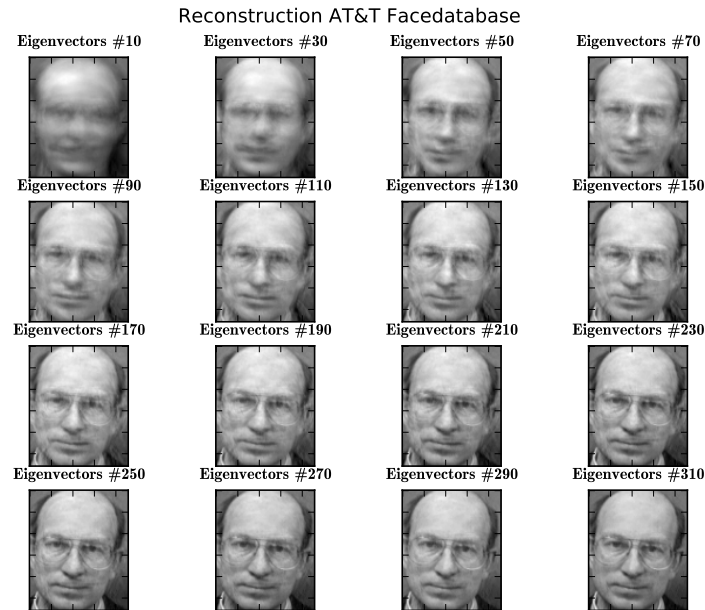 Reconstruction AT&T Facedatabase
Eigenvectors #10 Eigenvectors #30 Eigenvectors #50 Eigenvectors #70
Eigenvectors #90 Eigenvectors #110 Eigenvectors #130 Eigenvectors #150
Eigenvectors #170 Eigenvectors #190 Eigenvectors #210 Eigenvectors #230
Eigenvectors #250 Eigenvectors #270 Eigenvectors #290 Eigenvectors #310